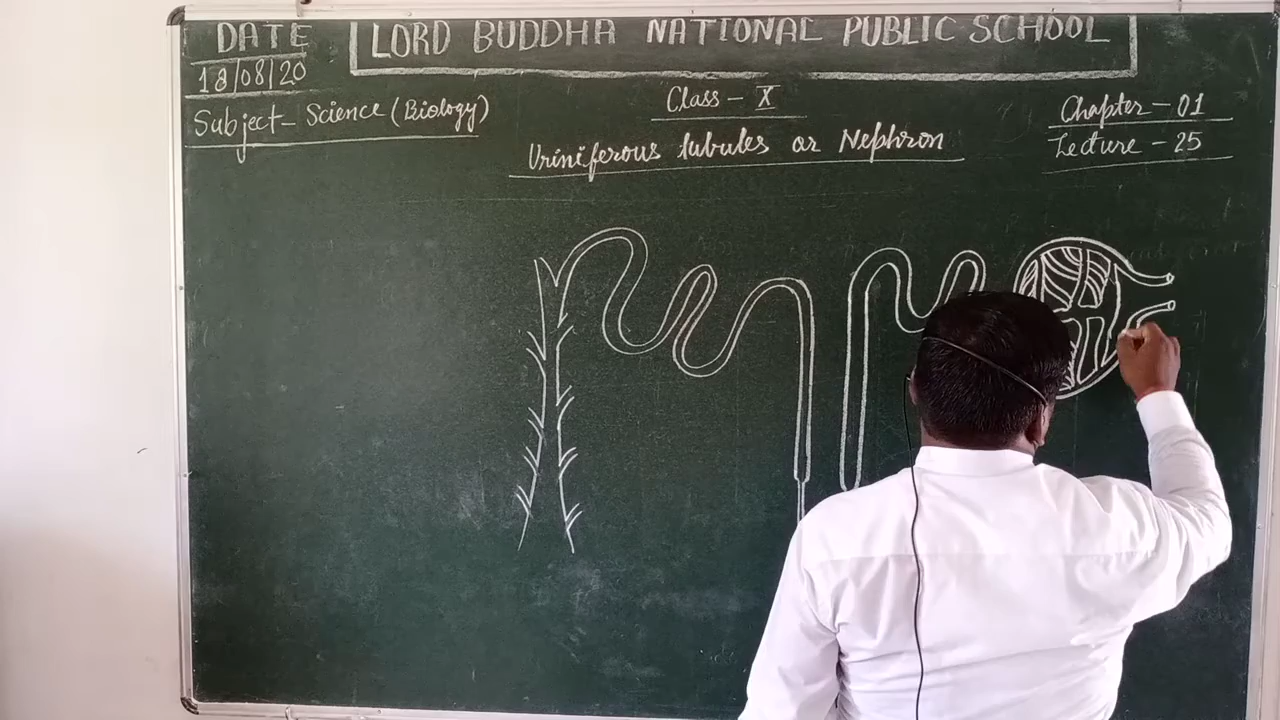 DATE
18/08/20
LORD BUDDHA NATIONAL PUBLIC SCHOOL
Subject- Science (Biology)
Class - X
Chapter - 01
Lecture - 25
Uriniferous tubules or Nephron